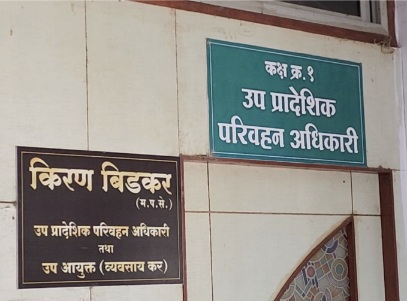 कक्ष क्र.१
उप प्रादेशिक
परिवहन अधिकारी
किरण बिडकर
(म.प.से.)
उप प्रादेशिक परिवहन अधिकारी
तथा
उप आयुक्त (व्यवसाय कर)